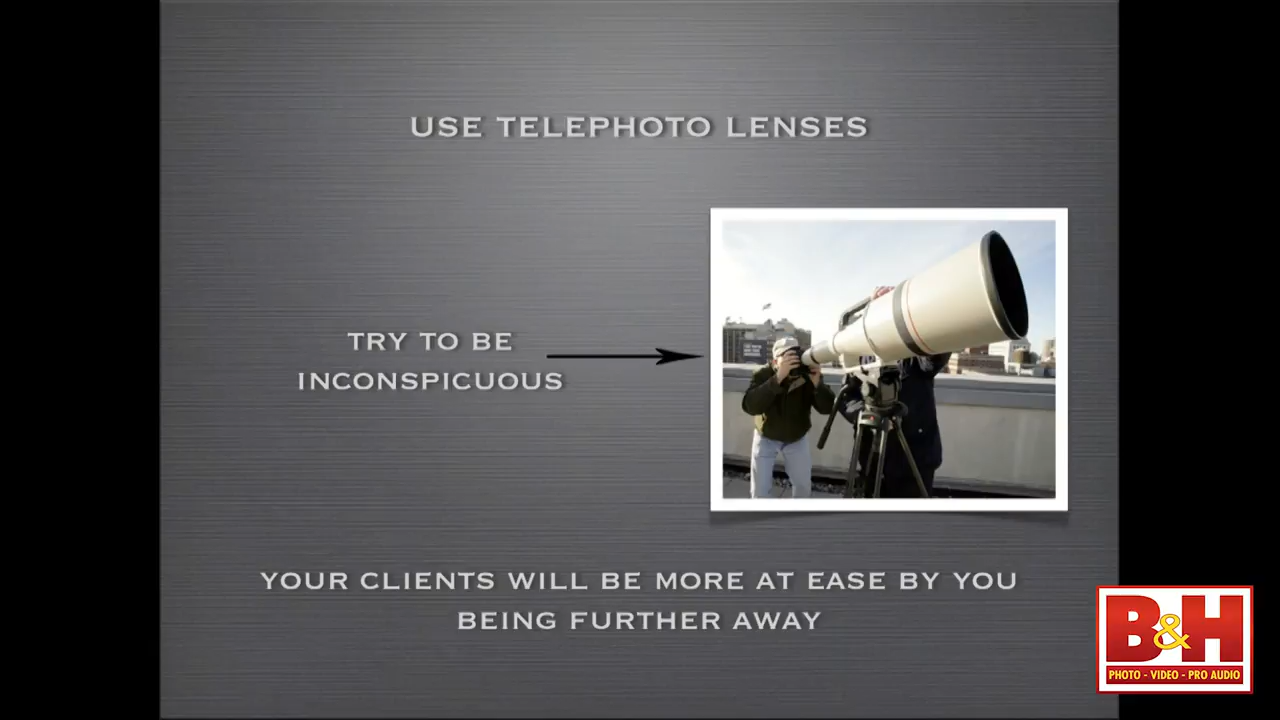 USE TELEPHOTO LENSES
TRY TO BE
INCONSPICUOUS
YOUR CLIENTS WILL BE MORE AT EASE BY YOU
BEING FURTHER AWAY
B&H
PHOTO - VIDEO - PRO AUDIO